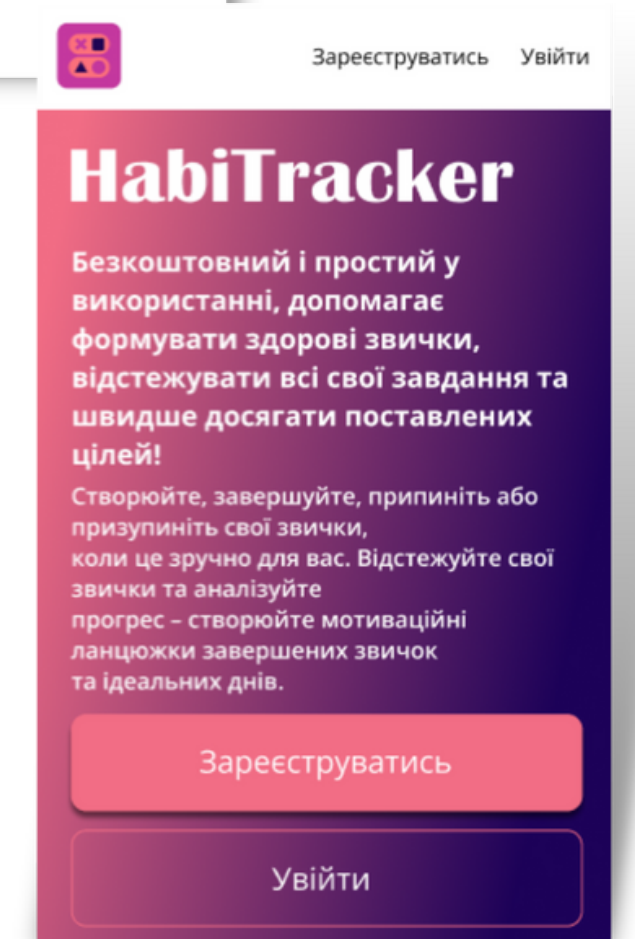 Зареєструватись Увійти
HabiTracker
Безкоштовний і простий у
використанні, допомагає
формувати здорові звички,
відстежувати всі свої завдання та
швидше досягати поставлених
цілей!
Створюйте, завершуйте, припиніть або
призупиніть свої звички,
коли це зручно для вас. Відстежуйте свої
звички та аналізуйте
прогрес – створюйте мотиваційні
ланцюжки завершених звичок
та ідеальних днів.
Зареєструватись
Увійти